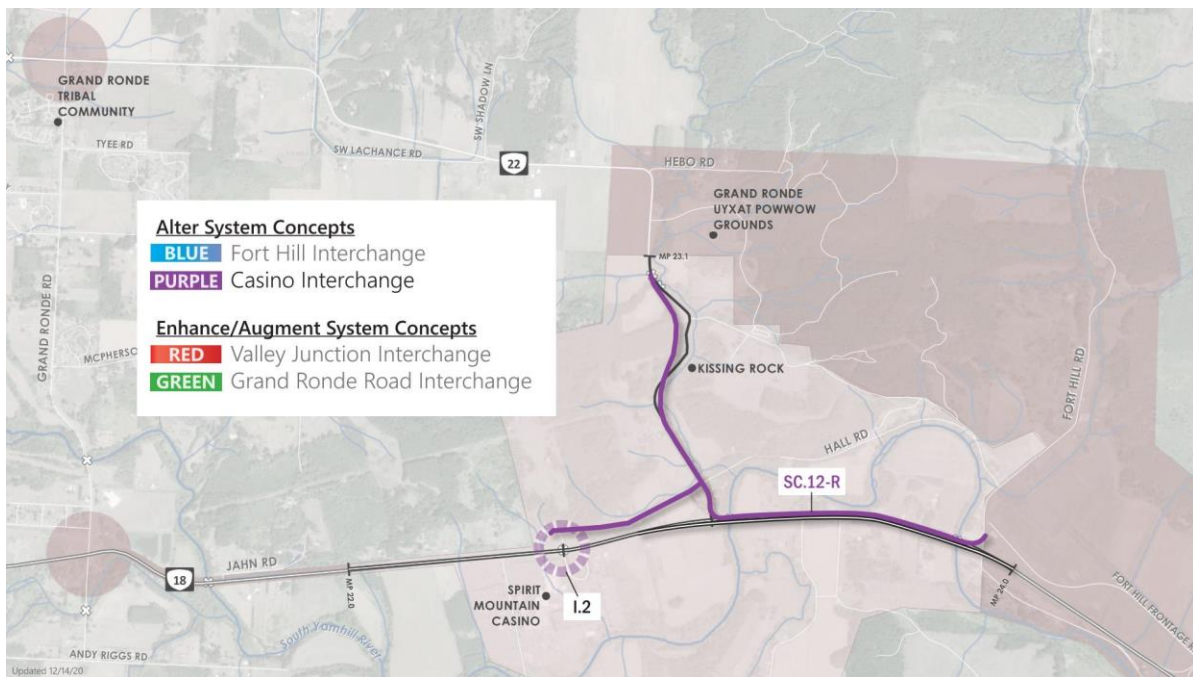 GRAND RONDE
TRIBAL
COMMUNITY
TYEE RD
SW LACHANCE RD
SW SHADOW LN
22
HEBO RD
GRAND RONDE
UYXAT POWWOW
GROUNDS
MP 23.1
Alter System Concepts
BLUE Fort Hill Interchange
PURPLE Casino Interchange
Enhance/Augment System Concepts
RED Valley Junction Interchange
GREEN Grand Ronde Road Interchange
GRAND RONDE RD
MCPHERSO
KISSING ROCK
FORT HILL RD
HALL RD
SC.12-R
JAHN RD
18
MP 22.0
I.2
SPIRIT
MOUNTAIN
CASINO
MP 24.0
FORT HILL FRONTAGE R
South Yamhill River
ANDY RIGGS RD
Updated 12/14/20